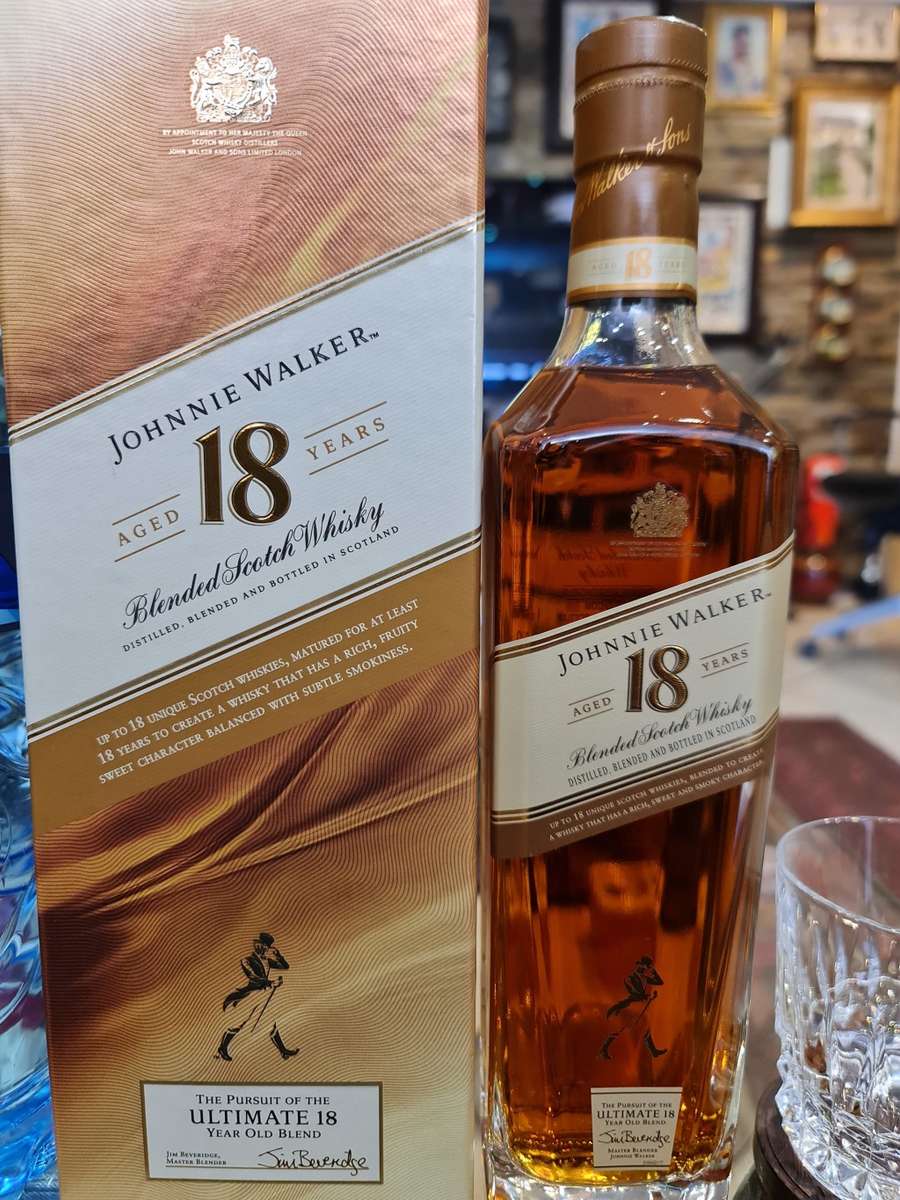 BY APPOINTMENT TO HER MAJESTY THE QUEEN
SCOTCH WHISKY DISTILLERS
JOHN WALKER AND SONS LIMITED LONDON
JOHNNIE WALKER™
AGED 18 YEARS
Blended Scotch Whisky
DISTILLED, BLENDED AND BOTTLED IN SCOTLAND
UP TO 18 UNIQUE SCOTCH WHISKIES, MATURED FOR AT LEAST
18 YEARS TO CREATE A WHISKY THAT HAS A RICH, FRUITY
SWEET CHARACTER BALANCED WITH SUBTLE SMOKINESS.
THE PURSUIT OF THE
ULTIMATE 18
YEAR OLD BLEND
JIM BEVERIDGE,
MASTER BLENDER
Jim Beveridge
Walker & Sons
AGED 18 YEARS
JOHNNIE WALKER™
AGED 18 YEARS
Blended Scotch Whisky
DISTILLED, BLENDED AND BOTTLED IN SCOTLAND
UP TO 18 UNIQUE SCOTCH WHISKIES, BLENDED TO CREATE
A WHISKY THAT HAS A RICH, SWEET AND SMOKY CHARACTER.
THE PURSUIT OF THE
ULTIMATE 18
YEAR OLD BLEND
Jim Beveridge
MASTER BLENDER
JOHNNIE WALKER